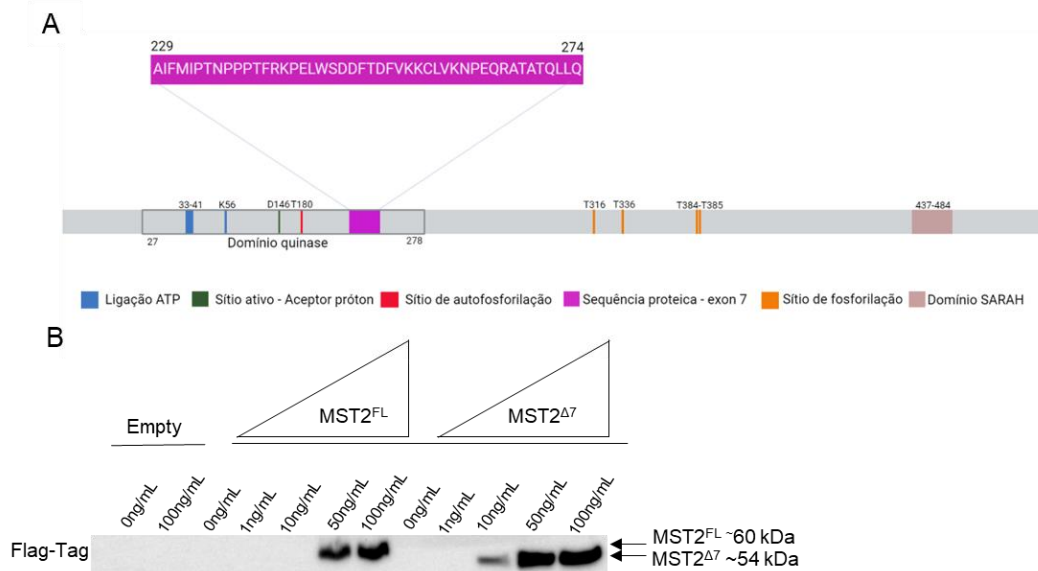 A
229 274
AIFMIPTNPPPTFRKPELWSDDFTDFVKKCLVKNPEQRATATQLLQ
33-41 K56 D146 T180 T316 T336 T384-T385 437-484
27 Domínio quinase 278
Ligação ATP Sítio ativo - Aceptor próton Sítio de autofosforilação Sequência proteica - exon 7 Sítio de fosforilação Domínio SARAH
B
Empty MST2FL MST2Δ7
0ng/mL 100ng/mL 0ng/mL 1ng/mL 10ng/mL 50ng/mL 100ng/mL 0ng/mL 1ng/mL 10ng/mL 50ng/mL 100ng/mL
Flag-Tag
MST2FL ~60 kDa
MST2Δ7 ~54 kDa